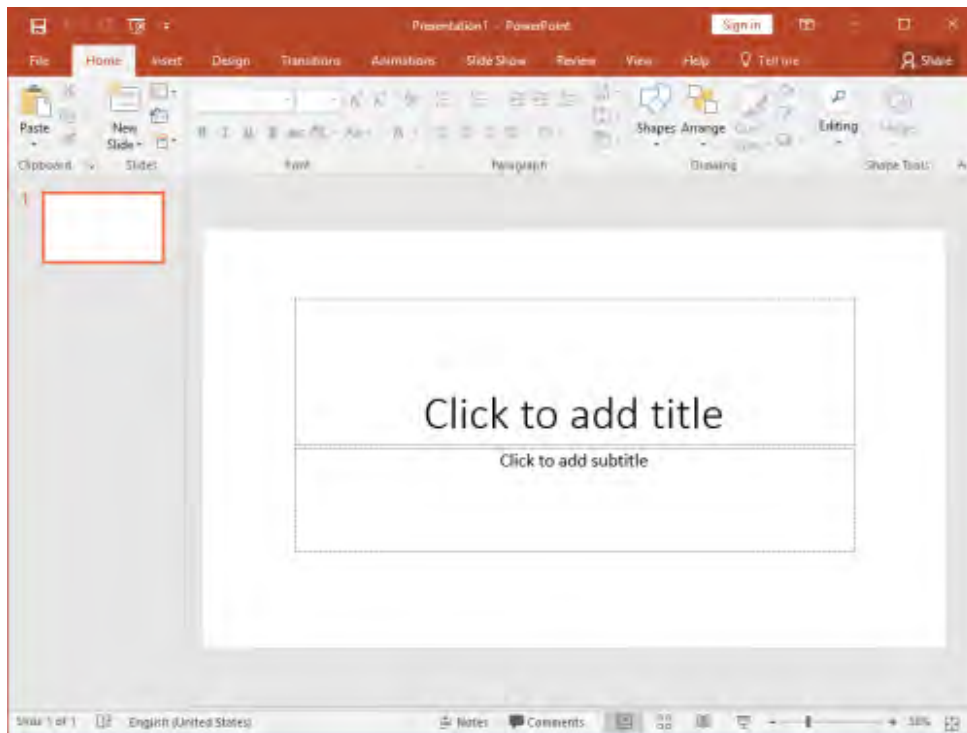 Presentation1 - PowerPoint
Sign in
File Home Insert Design Transitions Animations Slide Show Review View Help Tell me Share
Paste
New
Slide
Shapes Arrange
Editing
Clipboard Slides Font Paragraph Drawing Shape Tools
1
Click to add title
Click to add subtitle
Slide 1 of 1 English (United States) Notes Comments